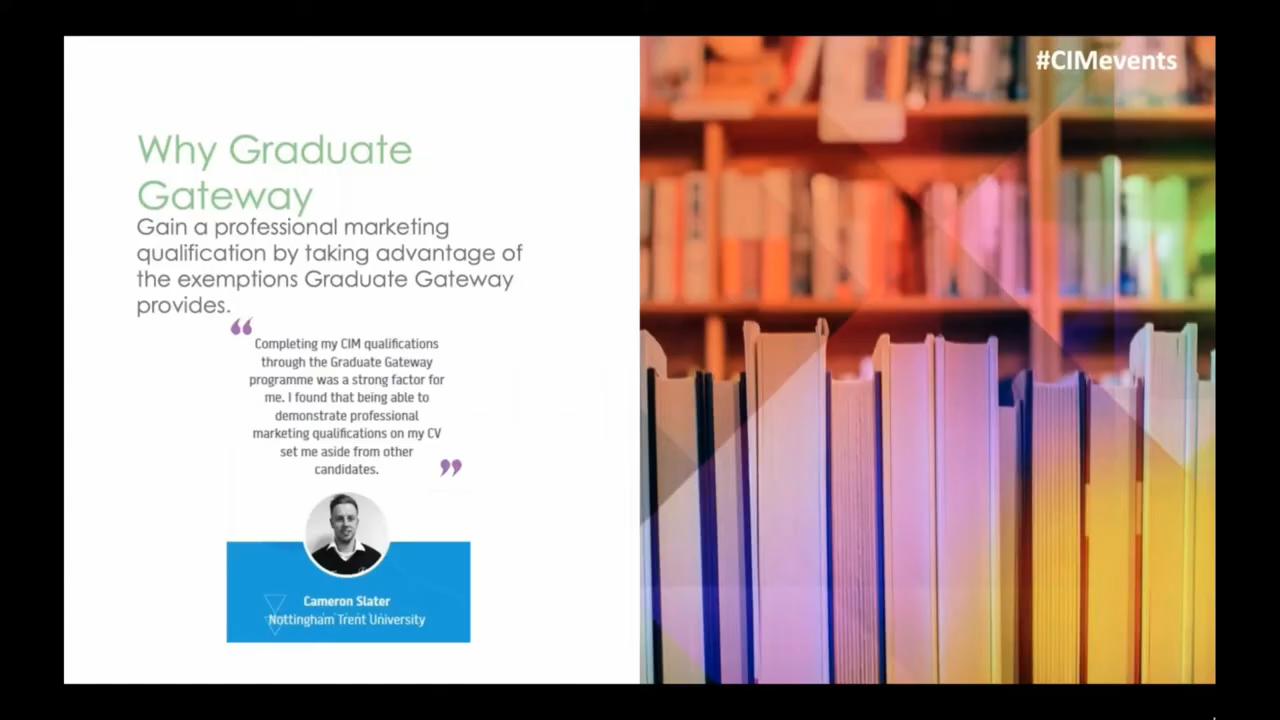 #CIMevents
Why Graduate
Gateway
Gain a professional marketing
qualification by taking advantage of
the exemptions Graduate Gateway
provides.
“
Completing my CIM qualifications
through the Graduate Gateway
programme was a strong factor for
me. I found that being able to
demonstrate professional
marketing qualifications on my CV
set me aside from other
candidates.
”
Cameron Slater
Nottingham Trent University